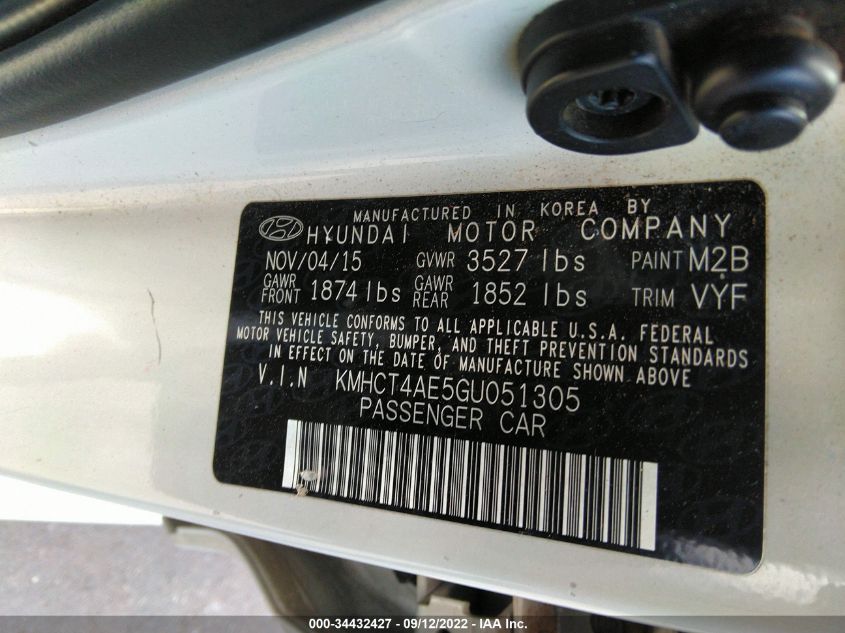 MANUFACTURED IN KOREA BY
HYUNDAI MOTOR COMPANY
NOV/04/15 GVWR 3527 lbs PAINT M2B
GAWR FRONT 1874 lbs GAWR REAR 1852 lbs TRIM VYF
THIS VEHICLE CONFORMS TO ALL APPLICABLE U.S.A. FEDERAL
MOTOR VEHICLE SAFETY, BUMPER, AND THEFT PREVENTION STANDARDS
IN EFFECT ON THE DATE OF MANUFACTURE SHOWN ABOVE
V.I.N KMHCT4AE5GU051305
PASSENGER CAR
000-34432427 - 09/12/2022 - IAA Inc.